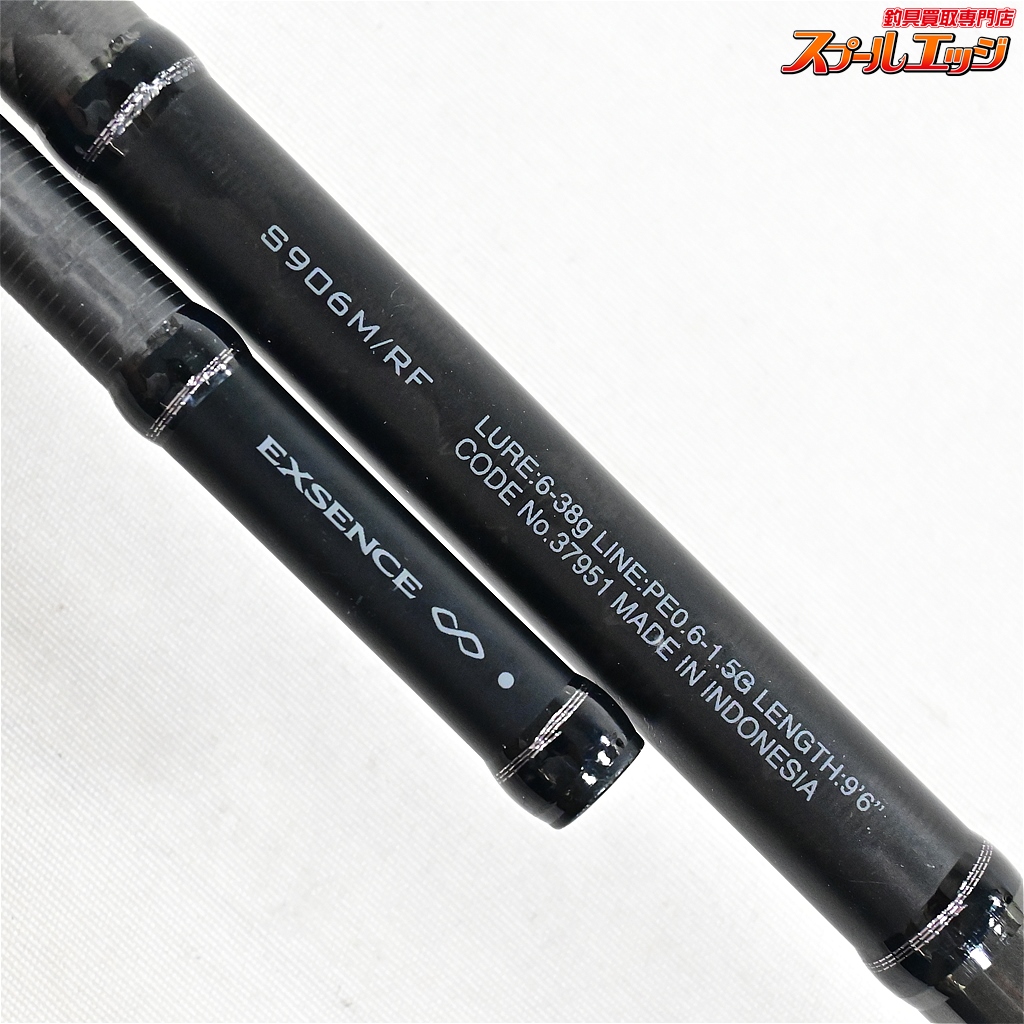 釣具買取専門店
スプールエッジ
S906M/RF
LURE:6-38g LINE:PE0.6-1.5G LENGTH:9'6"
CODE No.37951 MADE IN INDONESIA
EXSENCE ∞